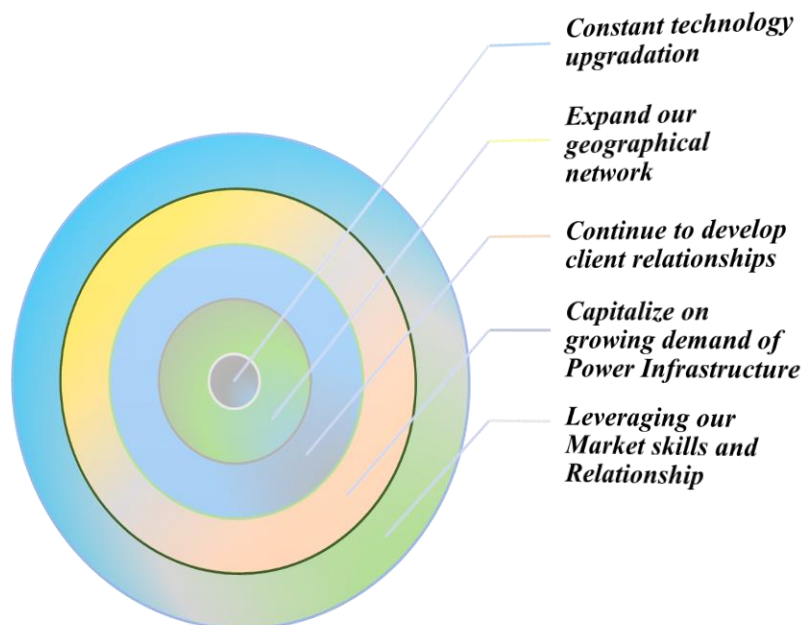 Constant technology
upgradation
Expand our
geographical
network
Continue to develop
client relationships
Capitalize on
growing demand of
Power Infrastructure
Leveraging our
Market skills and
Relationship